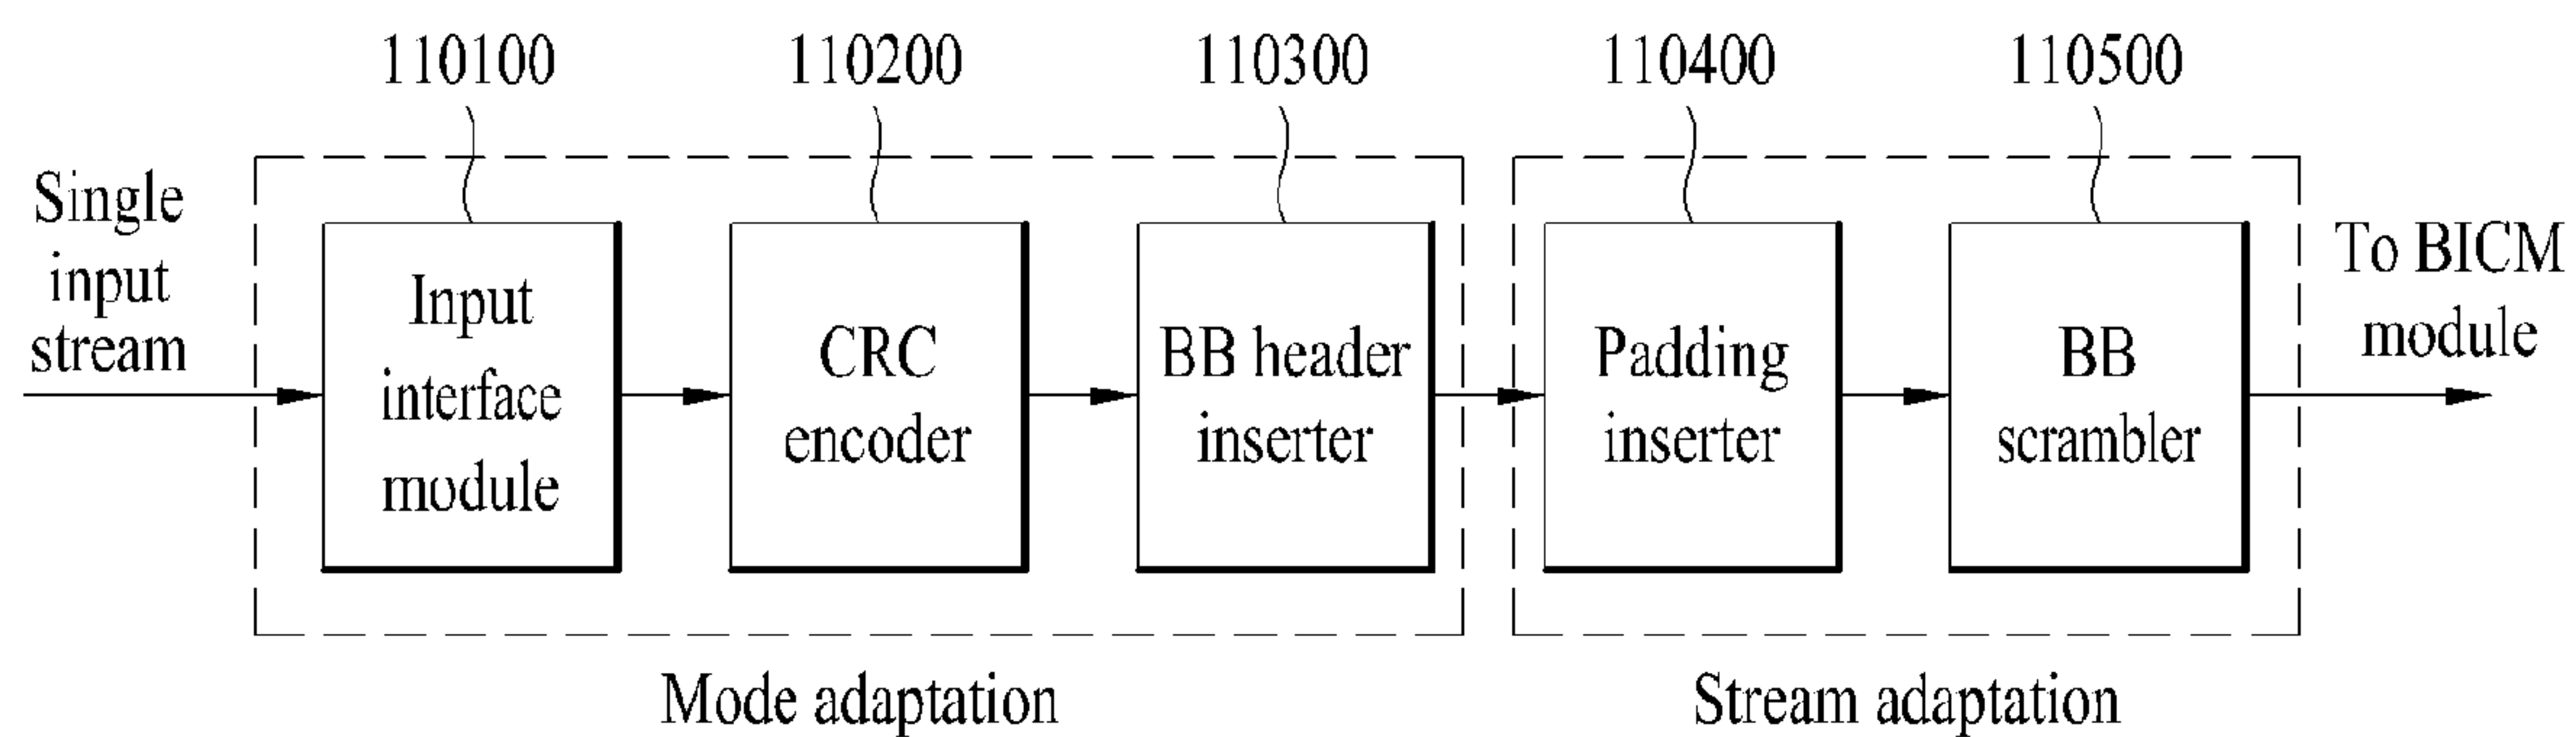 110100
110200
110300
110400
110500
Single
input
stream
Input
interface
module
CRC
encoder
BB header
inserter
Padding
inserter
BB
scrambler
To BICM
module
Mode adaptation
Stream adaptation